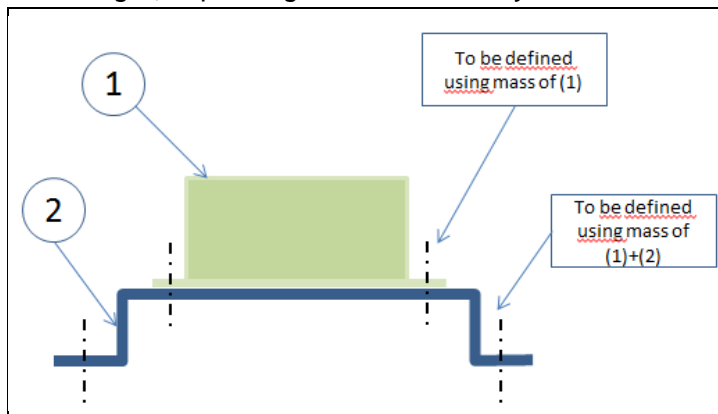 1
To be defined
using mass of (1)
2
To be defined
using mass of
(1)+(2)